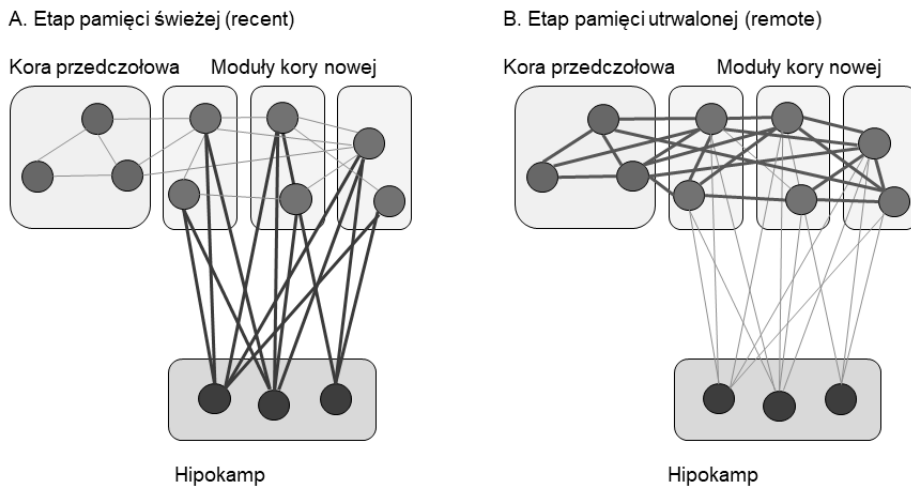 A. Etap pamięci świeżej (recent)
Kora przedczołowa Moduły kory nowej
Hipokamp
B. Etap pamięci utrwalonej (remote)
Kora przedczołowa Moduły kory nowej
Hipokamp